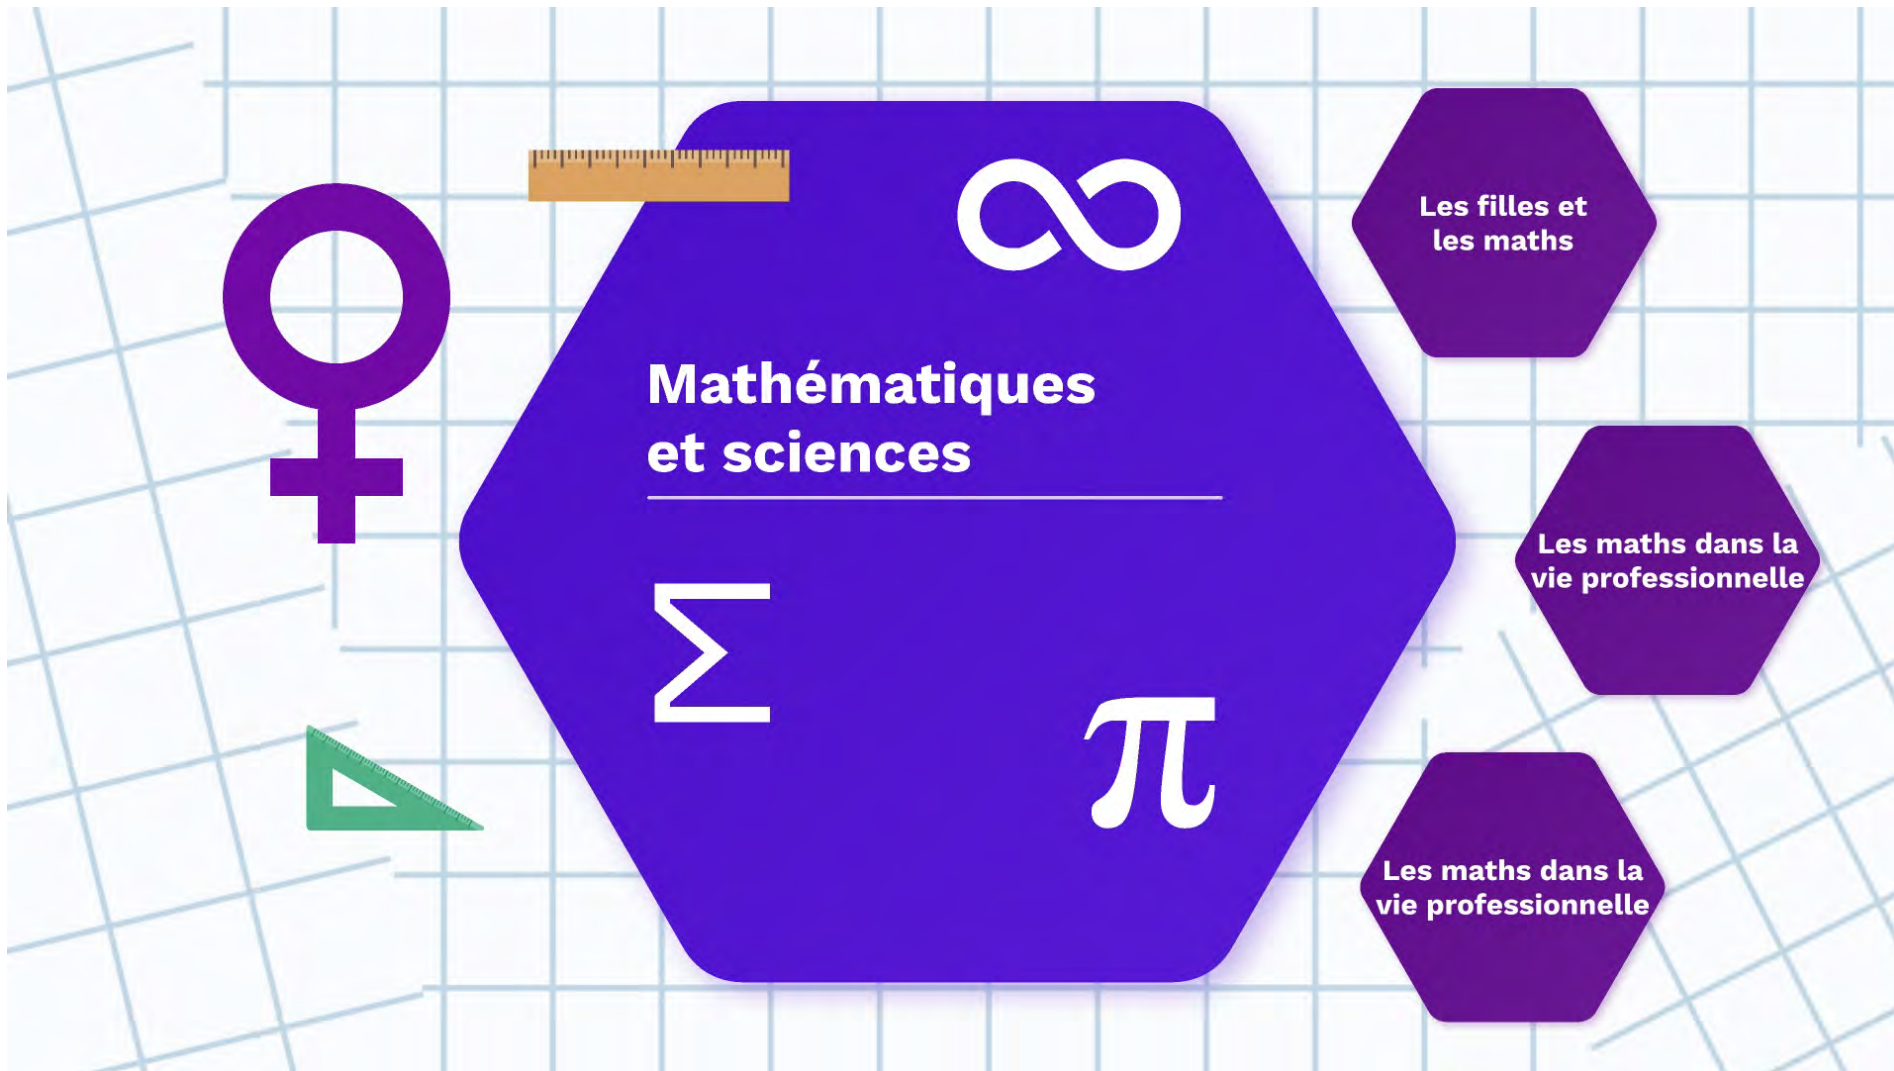 ∞
Mathématiques
et sciences
Σ
π
Les filles et
les maths
Les maths dans la
vie professionnelle
Les maths dans la
vie professionnelle